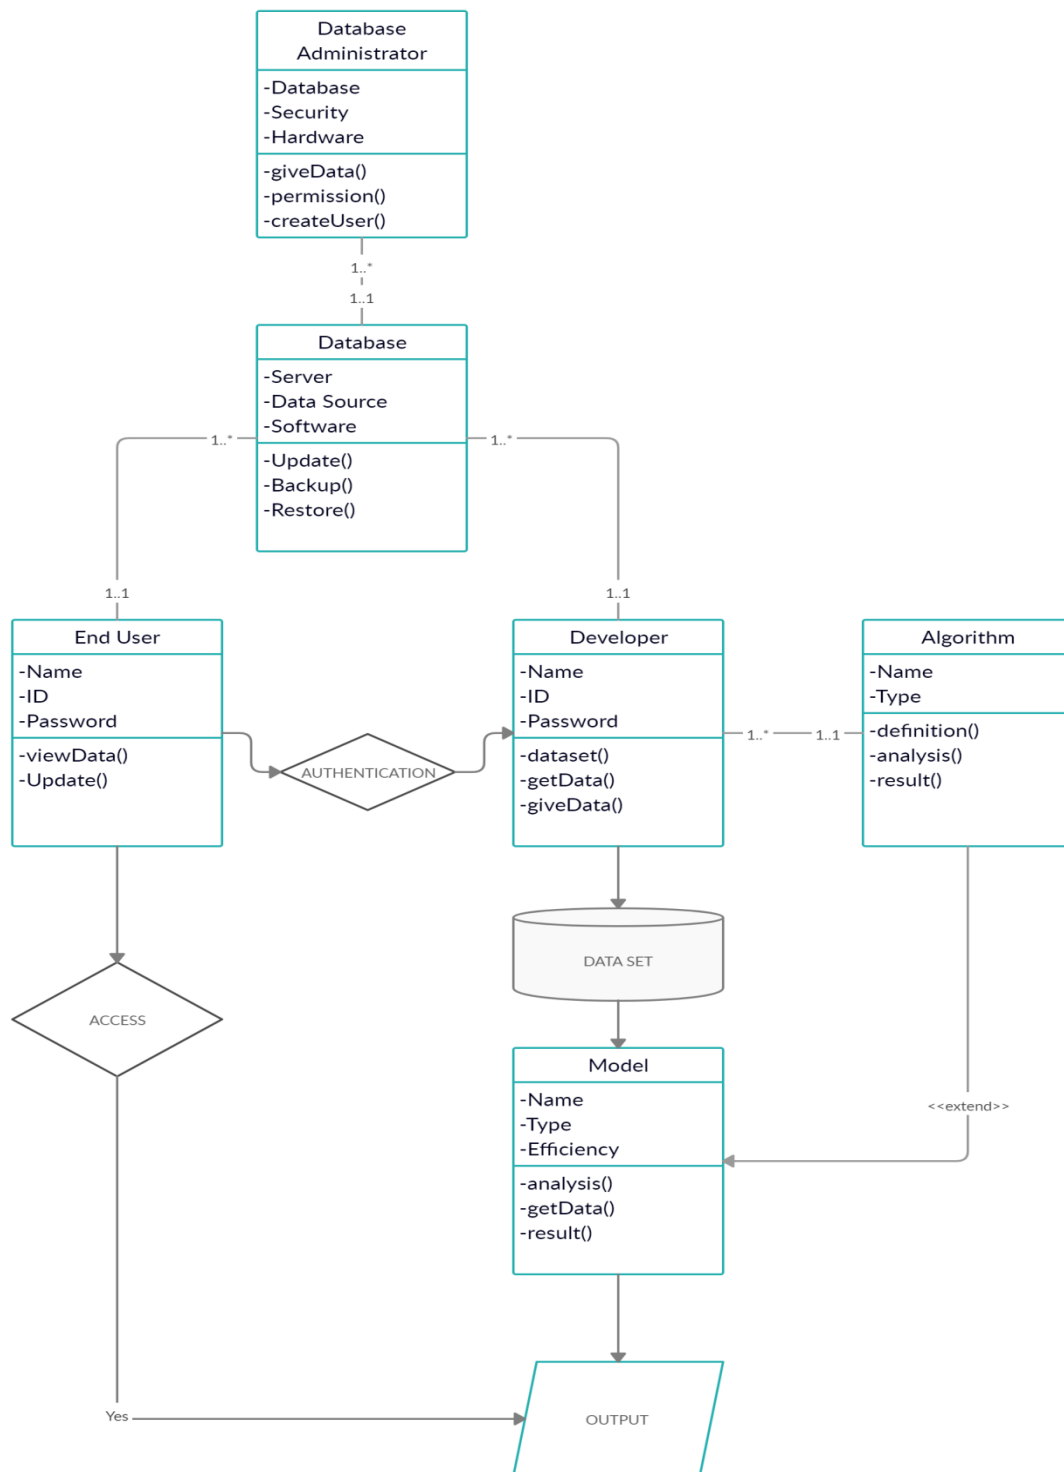 Database
Administrator
-Database
-Security
-Hardware
-giveData()
-permission()
-createUser()
1..*
1..1
Database
-Server
-Data Source
-Software
-Update()
-Backup()
-Restore()
1..*
1..*
1..1
1..1
End User
-Name
-ID
-Password
-viewData()
-Update()
AUTHENTICATION
Developer
-Name
-ID
-Password
-dataset()
-getData()
-giveData()
1..*
1..1
Algorithm
-Name
-Type
-definition()
-analysis()
-result()
DATA SET
ACCESS
Model
-Name
-Type
-Efficiency
-analysis()
-getData()
-result()
<<extend>>
Yes
OUTPUT